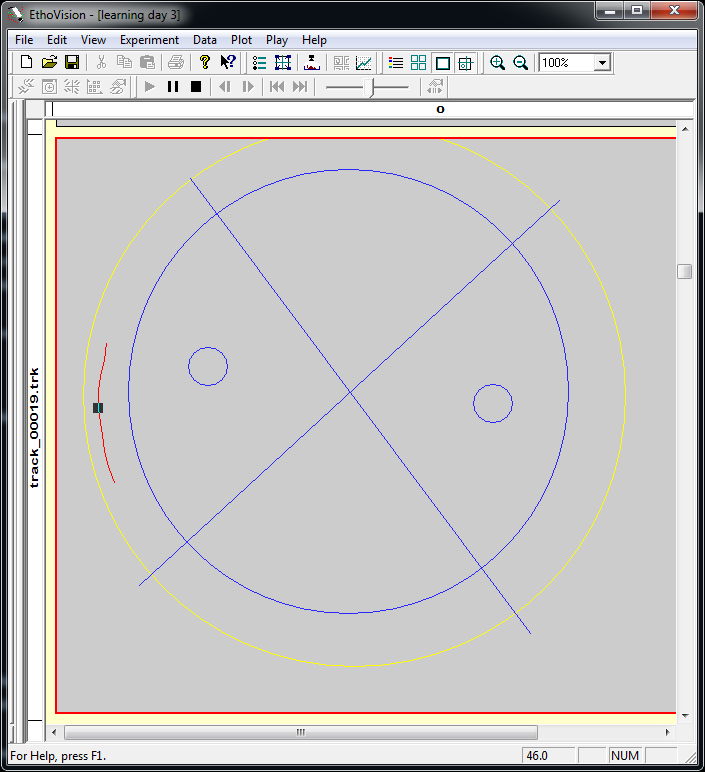 EthoVision - [learning day 3]
File Edit View Experiment Data Plot Play Help
100%
O
track_00019.trk
For Help, press F1.
46.0
NUM